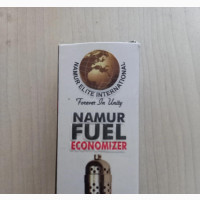 NAMUR ELITE INTERNATIONAL
Forever In Unity
NAMUR
FUEL
ECONOMIZER